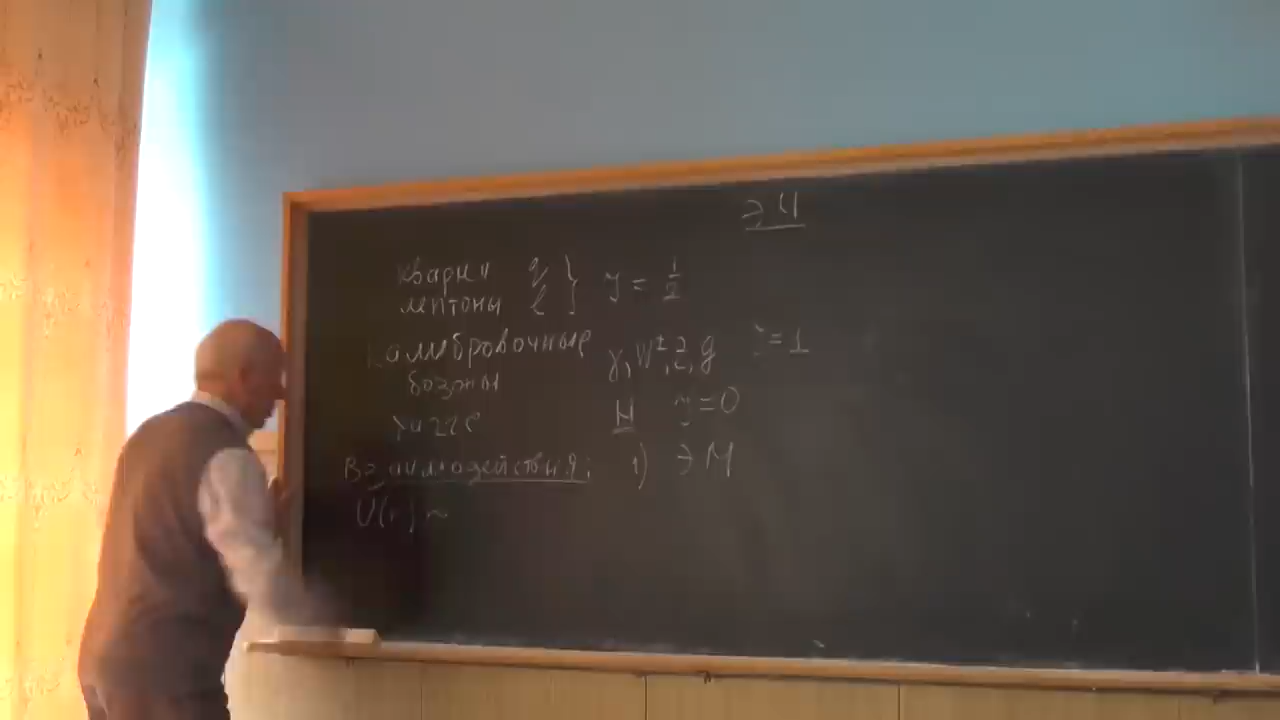 ЭЧ
кварки q
лептоны ℓ } J = 1/2
калибровочные γ, W±, Z, g J = 1
бозоны
хиггс H J = 0
Взаимодействия: 1) ЭМ
U(r) ~